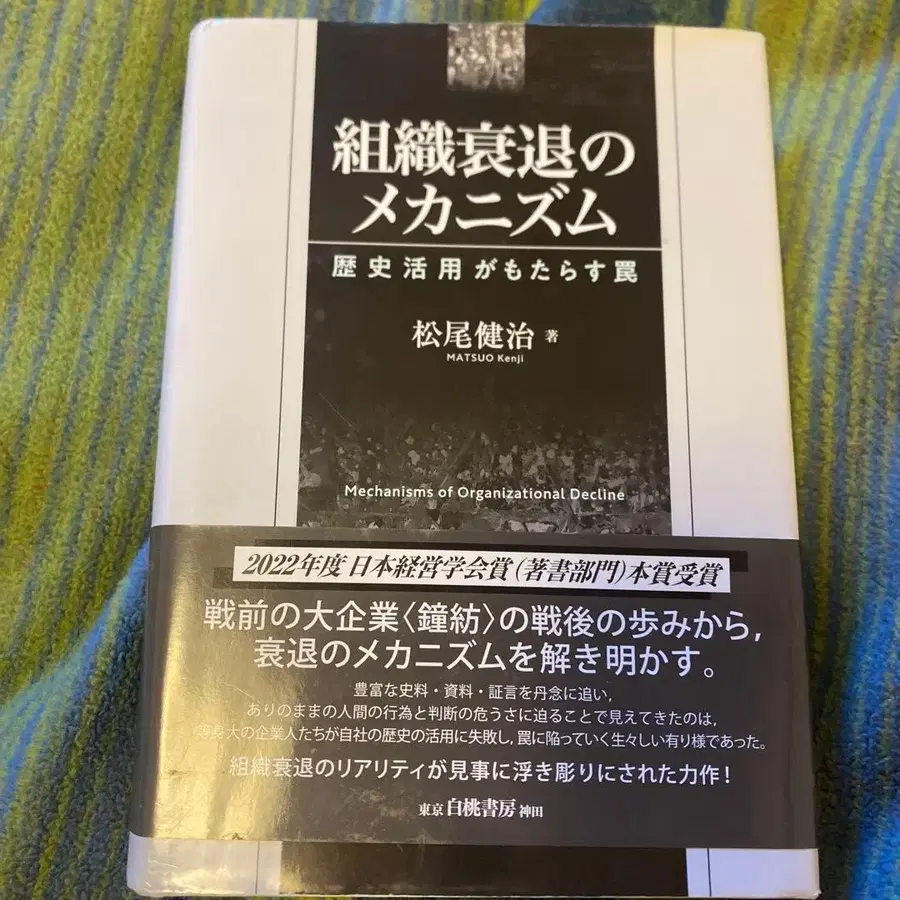 組織衰退の
メカニズム
歴史活用がもたらす罠
松尾健治 著
MATSUO Kenji
Mechanisms of Organizational Decline
2022年度 日本経営学会賞(著書部門)本賞受賞
戦前の大企業〈鐘紡〉の戦後の歩みから,
衰退のメカニズムを解き明かす。
豊富な史料・資料・証言を丹念に追い,
ありのままの人間の行為と判断の危うさに迫ることで見えてきたのは,
等身大の企業人たちが自社の歴史の活用に失敗し, 罠に陥っていく生々しい有り様であった。
組織衰退のリアリティが見事に浮き彫りにされた力作!
東京 白桃書房 神田